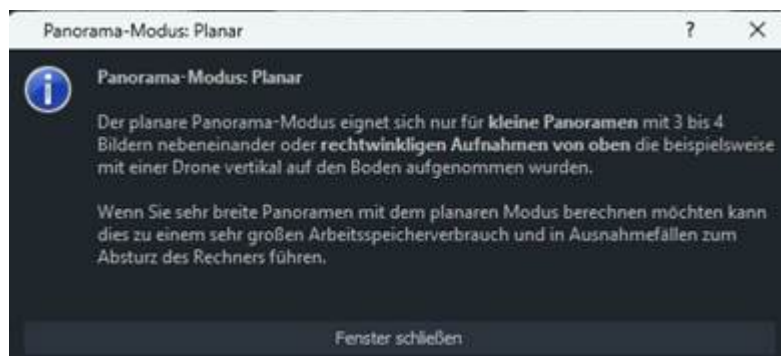 Panorama-Modus: Planar
Panorama-Modus: Planar
Der planare Panorama-Modus eignet sich nur für kleine Panoramen mit 3 bis 4
Bildern nebeneinander oder rechtwinkligen Aufnahmen von oben die beispielsweise
mit einer Drone vertikal auf den Boden aufgenommen wurden.
Wenn Sie sehr breite Panoramen mit dem planaren Modus berechnen möchten kann
dies zu einem sehr großen Arbeitsspeicherverbrauch und in Ausnahmefällen zum
Absturz des Rechners führen.
Fenster schließen